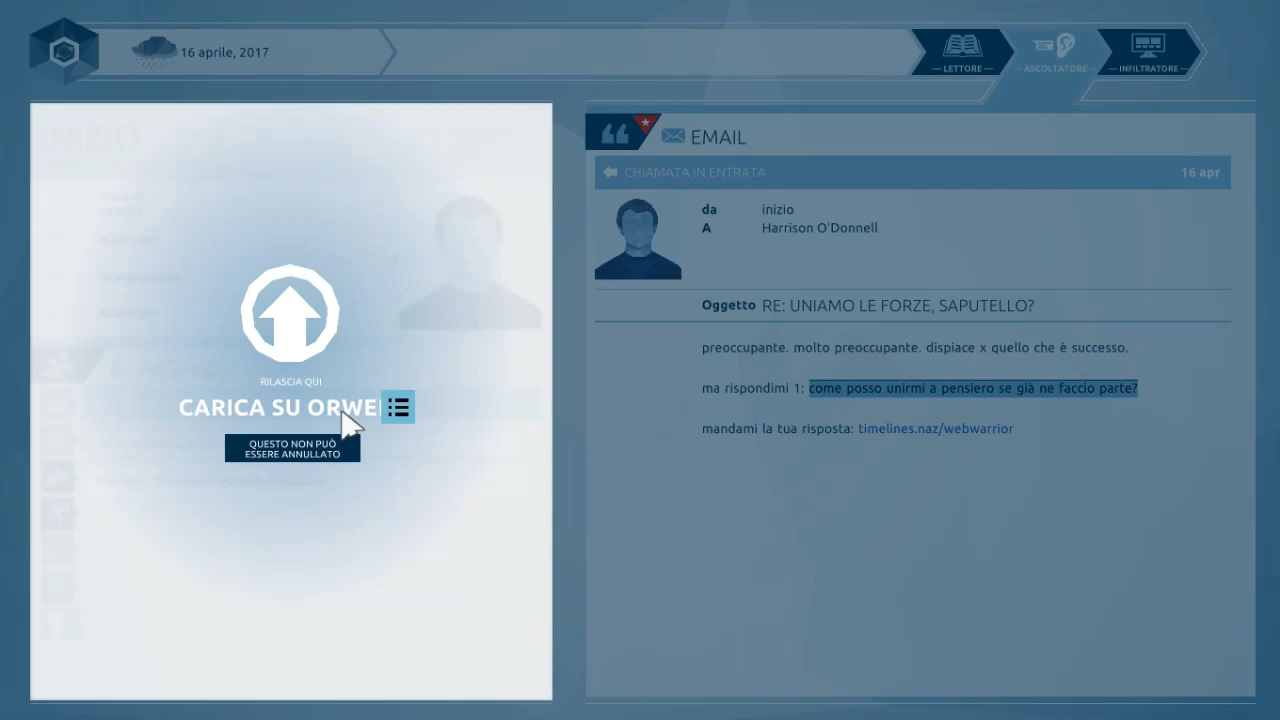 16 aprile, 2017
— LETTORE —
— ASCOLTATORE —
— INFILTRATORE —
INIZIO
RILASCIA QUI
CARICA SU ORWEL
QUESTO NON PUÒ
ESSERE ANNULLATO
EMAIL
CHIAMATA IN ENTRATA 16 apr
da inizio
A Harrison O'Donnell
Oggetto RE: UNIAMO LE FORZE, SAPUTELLO?
preoccupante. molto preoccupante. dispiace x quello che è successo.
ma rispondimi 1: come posso unirmi a pensiero se già ne faccio parte?
mandami la tua risposta: timelines.naz/webwarrior